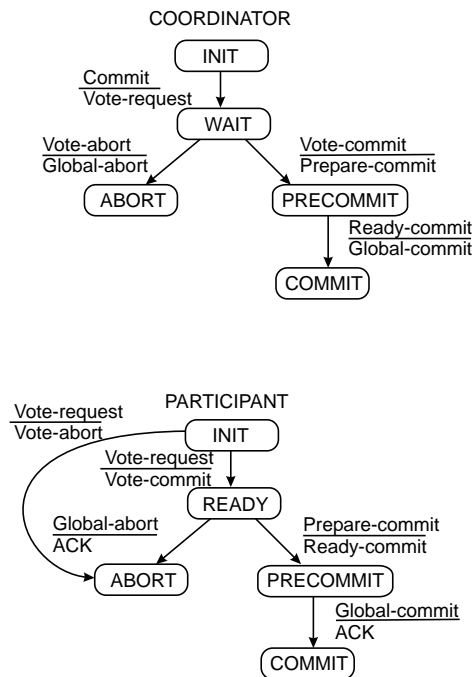 COORDINATOR
INIT
Commit
Vote-request
WAIT
Vote-abort
Global-abort
Vote-commit
Prepare-commit
ABORT
PRECOMMIT
Ready-commit
Global-commit
COMMIT
PARTICIPANT
Vote-request
Vote-abort
INIT
Vote-request
Vote-commit
READY
Global-abort
ACK
Prepare-commit
Ready-commit
ABORT
PRECOMMIT
Global-commit
ACK
COMMIT